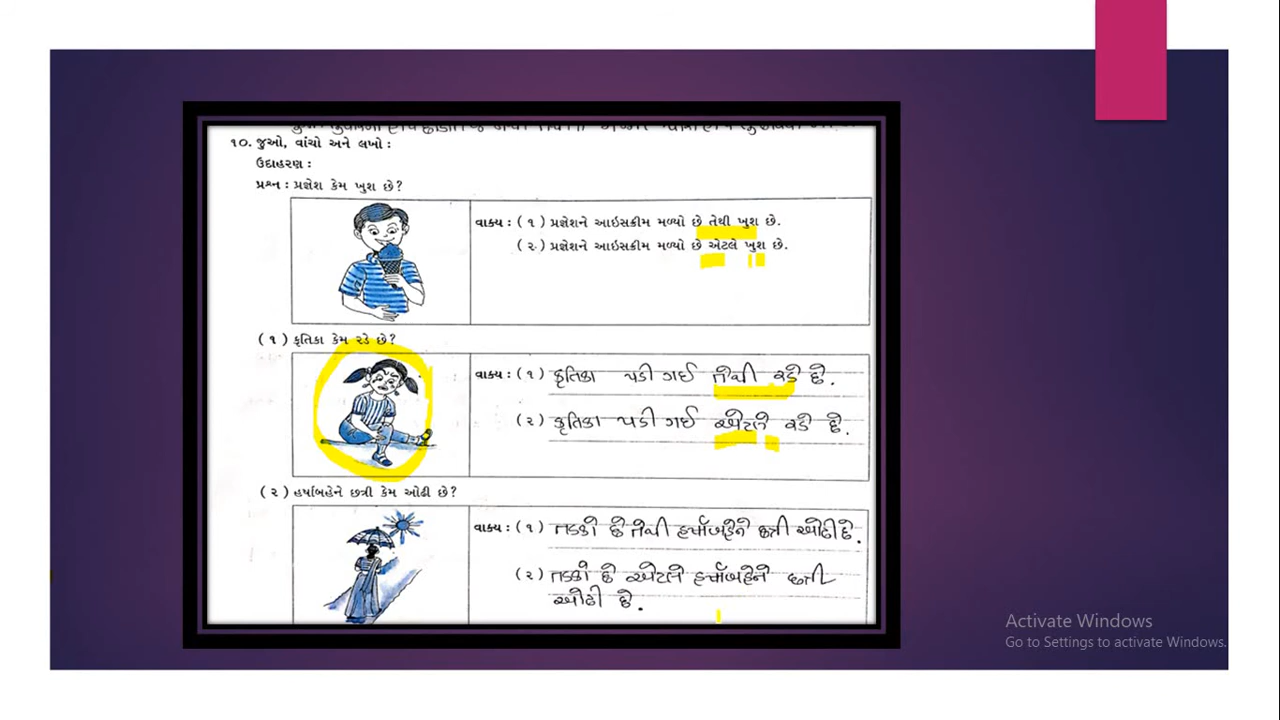 ૧૦. જુઓ, વાંચો અને લખો :
ઉદાહરણ :
પ્રશ્ન : પ્રજ્ઞેશ કેમ ખુશ છે?
વાક્ય : (૧) પ્રજ્ઞેશને આઇસક્રીમ મળ્યો છે તેથી ખુશ છે.
(૨) પ્રજ્ઞેશને આઇસક્રીમ મળ્યો છે એટલે ખુશ છે.
(૧) કૃતિકા કેમ રડે છે?
વાક્ય : (૧) કૃતિકા પડી ગઈ તેથી રડે છે.
(૨) કૃતિકા પડી ગઈ એટલે રડે છે.
(૨) હર્ષાબહેને છત્રી કેમ ઓઢી છે?
વાક્ય : (૧) તડકો છે તેથી હર્ષાબહેને છત્રી ઓઢી છે.
(૨) તડકો છે એટલે હર્ષાબહેને છત્રી
ઓઢી છે.
Activate Windows
Go to Settings to activate Windows.